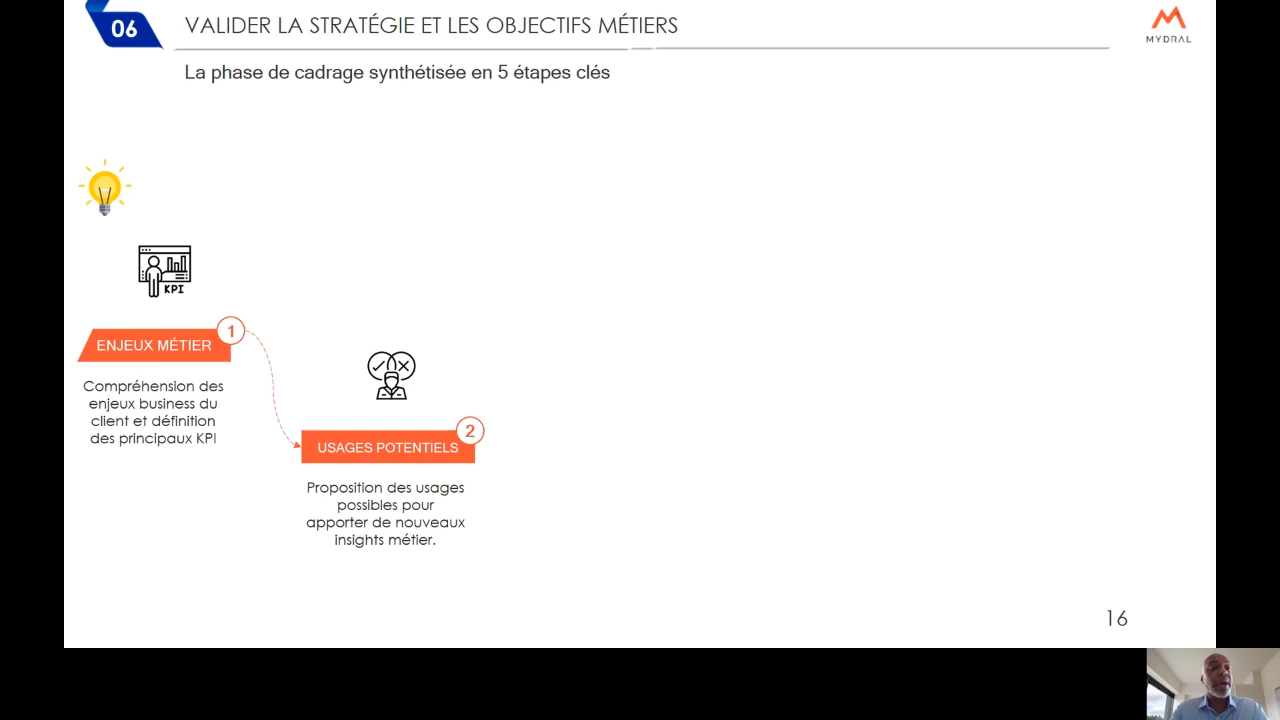 06
VALIDER LA STRATÉGIE ET LES OBJECTIFS MÉTIERS
MYDRAL
La phase de cadrage synthétisée en 5 étapes clés
KPI
1
ENJEUX MÉTIER
Compréhension des
enjeux business du
client et définition
des principaux KPI
2
USAGES POTENTIELS
Proposition des usages
possibles pour
apporter de nouveaux
insights métier.
16